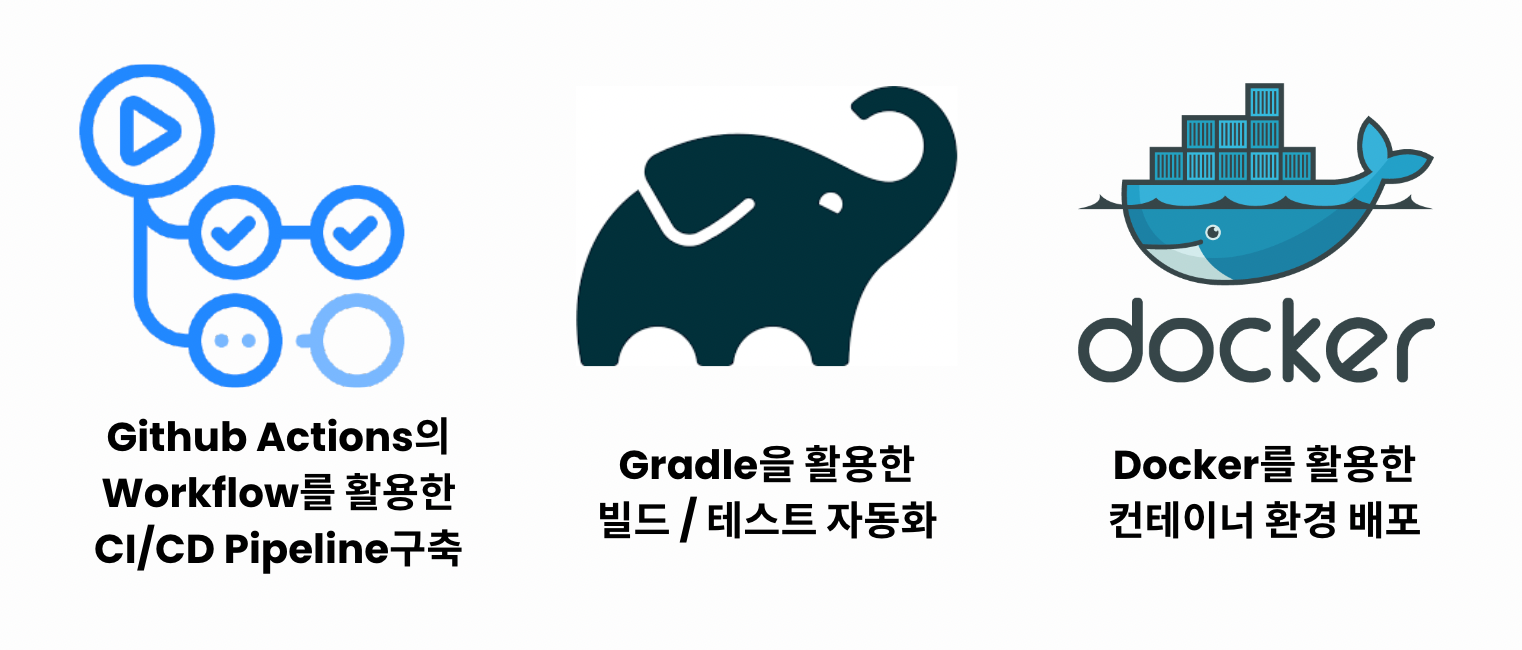 docker
Github Actions의
Workflow를 활용한
CI/CD Pipeline구축
Gradle을 활용한
빌드 / 테스트 자동화
Docker를 활용한
컨테이너 환경 배포